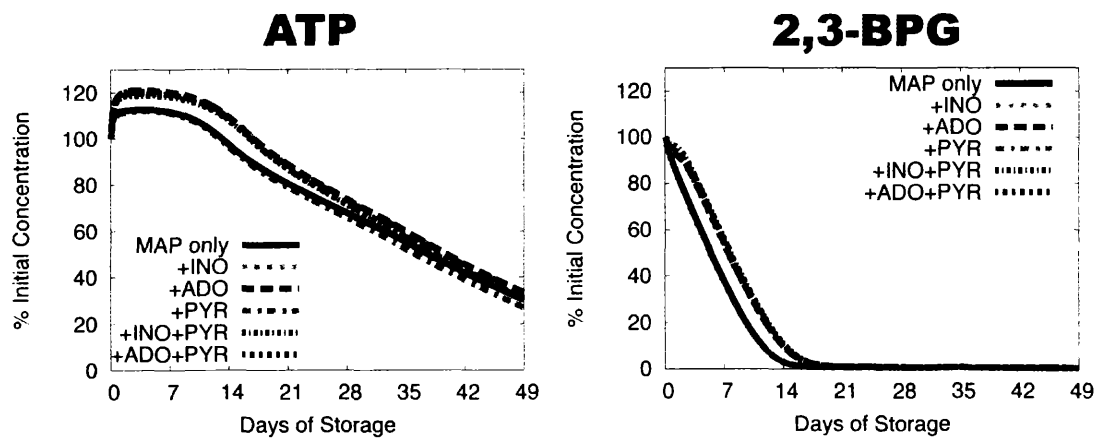 ATP
% Initial Concentration
120
100
80
60
40
20
0
MAP only
+INO
+ADO
+PYR
+INO+PYR
+ADO+PYR
0 7 14 21 28 35 42 49
Days of Storage
2,3-BPG
% Initial Concentration
120
100
80
60
40
20
0
MAP only
+INO
+ADO
+PYR
+INO+PYR
+ADO+PYR
0 7 14 21 28 35 42 49
Days of Storage